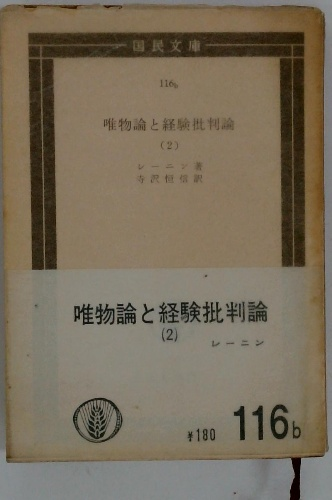 国民文庫
116b
唯物論と経験批判論
(2)
レーニン著
寺沢恒信訳
唯物論と経験批判論
(2)
レーニン
¥180
116b